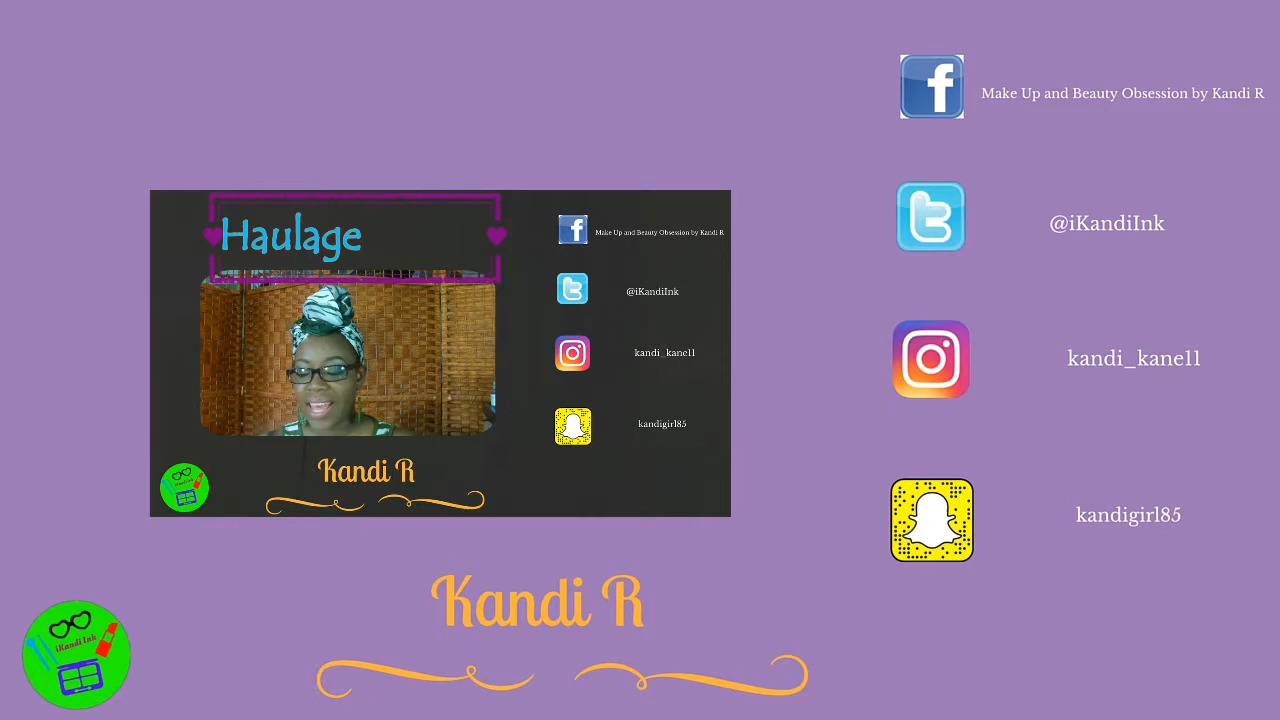 Make Up and Beauty Obsession by Kandi R
@iKandiInk
kandi_kane11
kandigirl85
Haulage
Make Up and Beauty Obsession by Kandi R
@iKandiInk
kandi_kane11
kandigirl85
Kandi R
Kandi R
iKandi Ink